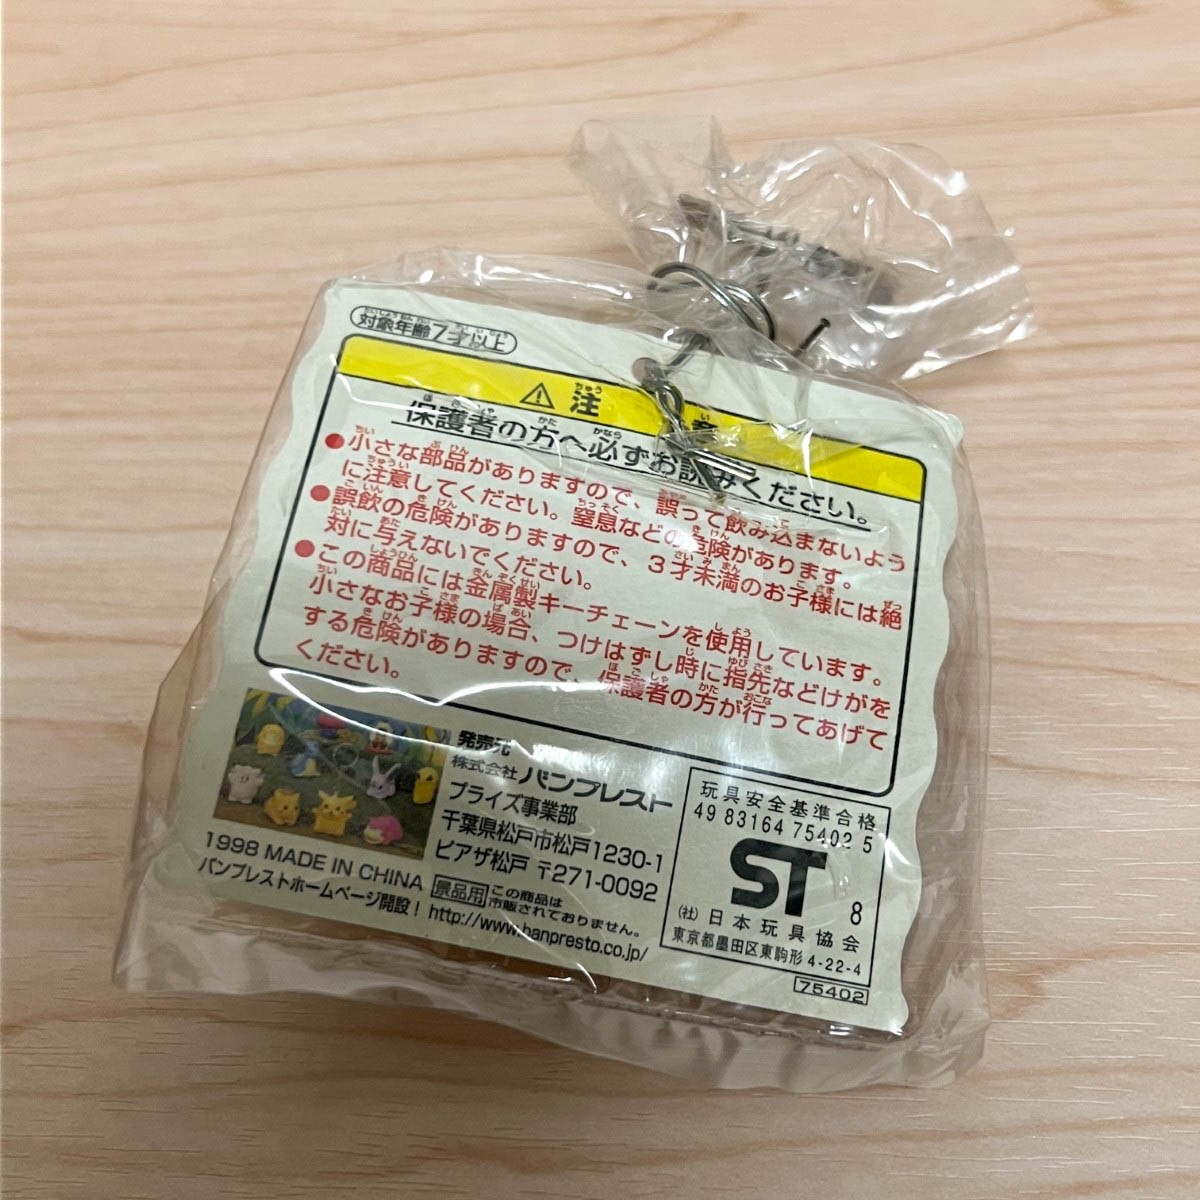 対象年齢7才以上
注意
保護者の方へ必ずお読みください。
●小さな部品がありますので、誤って飲み込まないよう
に注意してください。窒息などの危険があります。
●誤飲の危険がありますので、3才未満のお子様には絶
対に与えないでください。
●この商品には金属製キーチェーンを使用しています。
小さなお子様の場合、つけはずし時に指先などけがを
する危険がありますので、保護者の方が行ってあげて
ください。
発売元
株式会社バンプレスト
プライズ事業部
千葉県松戸市松戸1230-1
ピアザ松戸 〒271-0092
1998 MADE IN CHINA
景品用 この商品は
市販されておりません。
バンプレストホームページ開設! http://www.banpresto.co.jp/
玩具安全基準合格
49 83164 75402 5
ST 8
(社)日本玩具協会
東京都墨田区東駒形4-22-4
75402